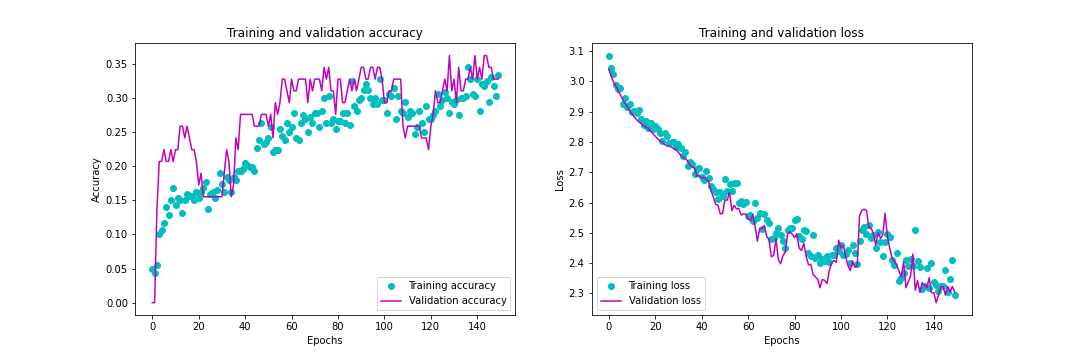 Training and validation accuracy
Accuracy
0.35
0.30
0.25
0.20
0.15
0.10
0.05
0.00
0 20 40 60 80 100 120 140
Epochs
Training accuracy
Validation accuracy
Training and validation loss
Loss
3.1
3.0
2.9
2.8
2.7
2.6
2.5
2.4
2.3
0 20 40 60 80 100 120 140
Epochs
Training loss
Validation loss